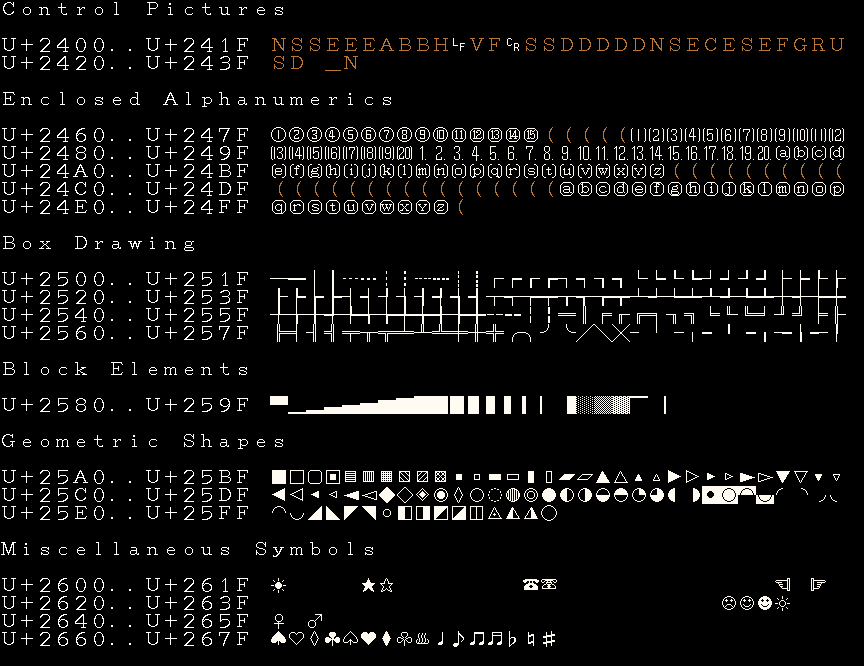 Control Pictures
U+2400..U+241F NSSEEEABBH␊VF␍SSDDDDDNSECESEFGRU
U+2420..U+243F SD _N
Enclosed Alphanumerics
U+2460..U+247F ①②③④⑤⑥⑦⑧⑨⑩⑪⑫⑬⑭⑮(((((⑴⑵⑶⑷⑸⑹⑺⑻⑼⑽⑾⑿
U+2480..U+249F ⒀⒁⒂⒃⒄⒅⒆⒇⒈⒉⒊⒋⒌⒍⒎⒏⒐⒑⒒⒓⒔⒕⒖⒗⒘⒙⒚⒛⒜⒝⒞⒟
U+24A0..U+24BF ⒠⒡⒢⒣⒤⒥⒦⒧⒨⒩⒪⒫⒬⒭⒮⒯⒰⒱⒲⒳⒴⒵((((((((((
U+24C0..U+24DF ((((((((((((((((ⓐⓑⓒⓓⓔⓕⓖⓗⓘⓙⓚⓛⓜⓝⓞⓟ
U+24E0..U+24FF ⓠⓡⓢⓣⓤⓥⓦⓧⓨⓩ(
Box Drawing
U+2500..U+251F ─━│┃┄┅┆┇┈┉┊┋┌┍┎┏┐┑┒┓└┕┖┗┘┙┚┛├┝┞┟
U+2520..U+253F ┠┡┢┣┤┥┦┧┨┩┪┫┬┭┮┯┰┱┲┳┴┵┶┷┸┹┺┻┼┽┾┿
U+2540..U+255F ╀╁╂╃╄╅╆╇╈╉╊╋╌╍╎╏═║╒╓╔╕╖╗╘╙╚╛╜╝╞╟
U+2560..U+257F ╠╡╢╣╤╥╦╧╨╩╪╫╬╭╮╯╰╱╲╳╴╵╶╷╸╹╺╻╼╽╾╿
Block Elements
U+2580..U+259F ▀▁▂▃▄▅▆▇█▉▊▋▌▍▎▏▐░▒▓▔▕
Geometric Shapes
U+25A0..U+25BF ■□▢▣▤▥▦▧▨▩▪▫▬▭▮▯▰▱▲△▴▵▶▷▸▹►▻▼▽▾▿
U+25C0..U+25DF ◀◁◂◃◄◅◆◇◈◉◊○◌◍◎●◐◑◒◓◔◕◖◗◘◙◚◛◜◝◞◟
U+25E0..U+25FF ◠◡◢◣◤◥◦◧◨◩◪◫◬◭◮◯
Miscellaneous Symbols
U+2600..U+261F ☀ ★☆ ☎☏ ☜ ☞
U+2620..U+263F ☹☺☻☼
U+2640..U+265F ♀ ♂
U+2660..U+267F ♠♡♢♣♤♥♦♧♨♩♪♫♬♭♮♯